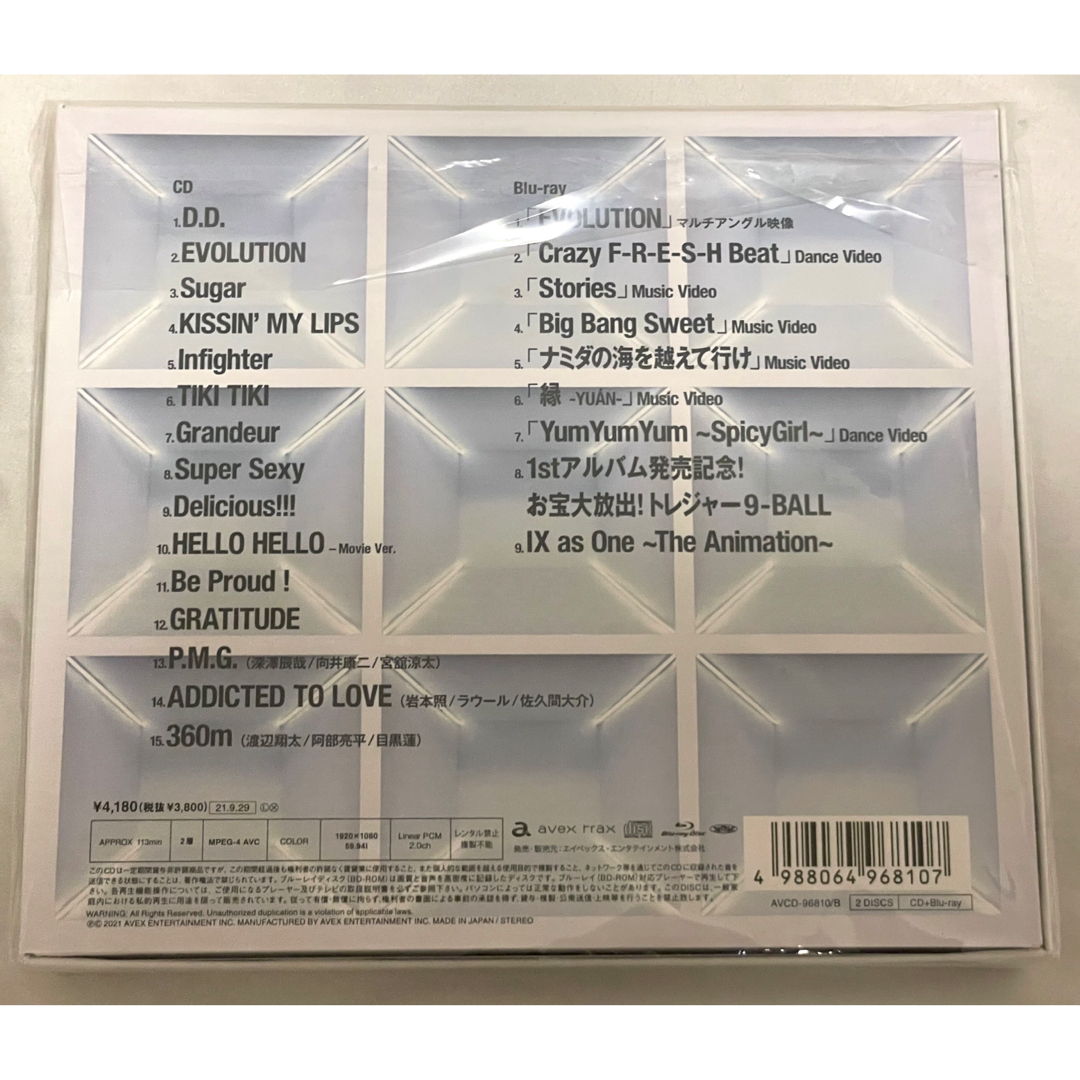 CD
1.D.D.
2.EVOLUTION
3.Sugar
4.KISSIN' MY LIPS
5.Infighter
6.TIKI TIKI
7.Grandeur
8.Super Sexy
9.Delicious!!!
10.HELLO HELLO –Movie Ver.
11.Be Proud !
12.GRATITUDE
13.P.M.G.（深澤辰哉/向井康二/宮舘涼太）
14.ADDICTED TO LOVE（岩本照/ラウール/佐久間大介）
15.360m（渡辺翔太/阿部亮平/目黒蓮）
Blu-ray
1.「EVOLUTION」マルチアングル映像
2.「Crazy F-R-E-S-H Beat」Dance Video
3.「Stories」Music Video
4.「Big Bang Sweet」Music Video
5.「ナミダの海を越えて行け」Music Video
6.「縁 -YUÁN-」Music Video
7.「YumYumYum ~SpicyGirl~」Dance Video
8.1stアルバム発売記念!
お宝大放出!トレジャー9-BALL
9.IX as One ~The Animation~
¥4,180(税抜¥3,800) 21.9.29 ⓁⓍ
APPROX 113min 2層 MPEG-4 AVC COLOR 1920×1080 59.94i Linear PCM 2.0ch レンタル禁止 複製不能
a avex trax
Blu-ray Disc
発売・販売元:エイベックス・エンタテインメント株式会社
WARNING: All Rights Reserved. Unauthorized duplication is a violation of applicable laws.
ⓅⒸ 2021 AVEX ENTERTAINMENT INC. MANUFACTURED BY AVEX ENTERTAINMENT INC. MADE IN JAPAN / STEREO
4 988064 968107
AVCD-96810/B 2 DISCS CD+Blu-ray